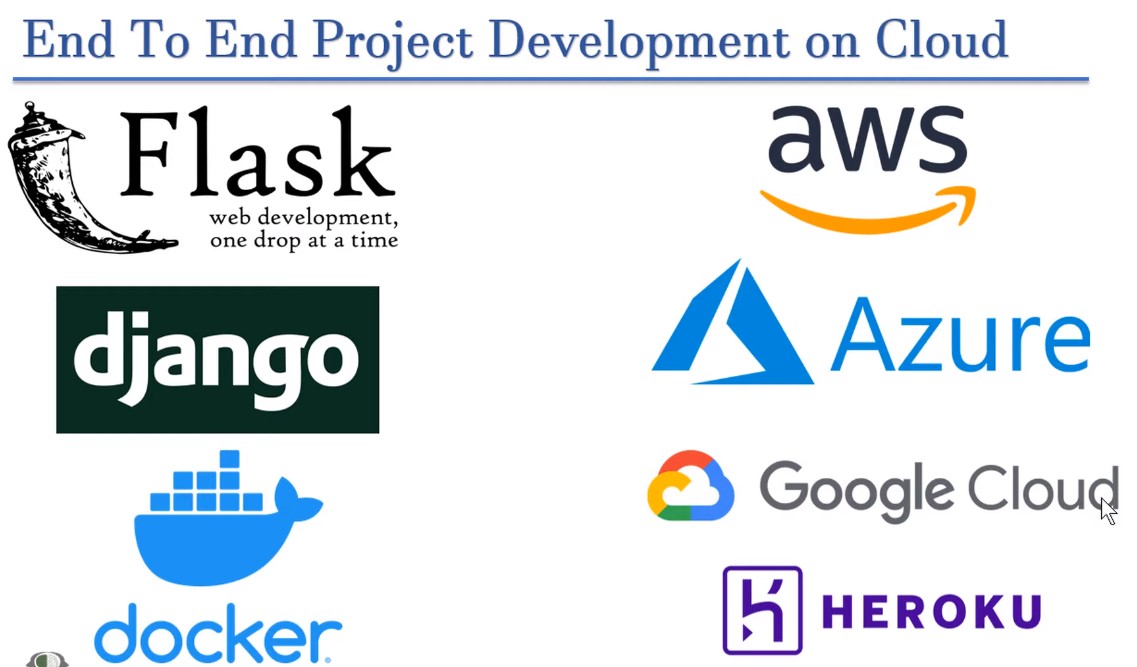 End To End Project Development on Cloud
Flask
web development,
one drop at a time
django
docker
aws
Azure
Google Cloud
HEROKU